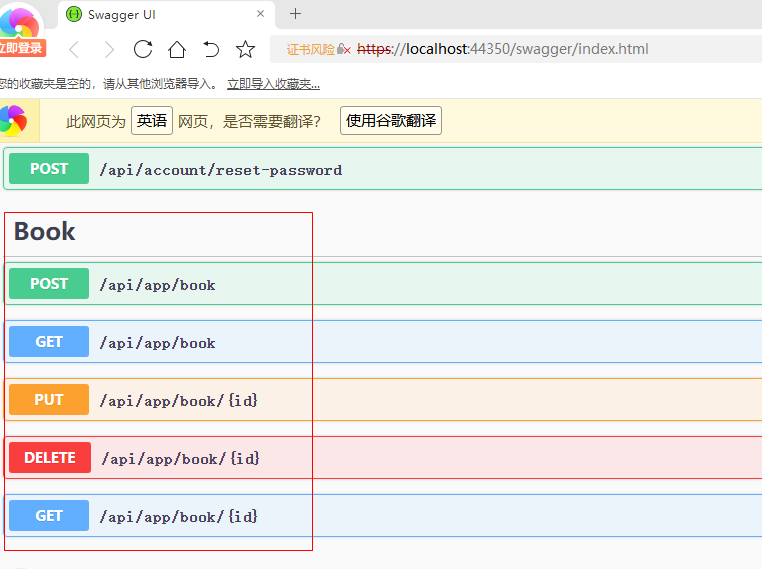 Swagger UI
立即登录
证书风险 https://localhost:44350/swagger/index.html
您的收藏夹是空的，请从其他浏览器导入。 立即导入收藏夹...
此网页为 英语 网页，是否需要翻译？ 使用谷歌翻译
POST /api/account/reset-password
Book
POST /api/app/book
GET /api/app/book
PUT /api/app/book/{id}
DELETE /api/app/book/{id}
GET /api/app/book/{id}